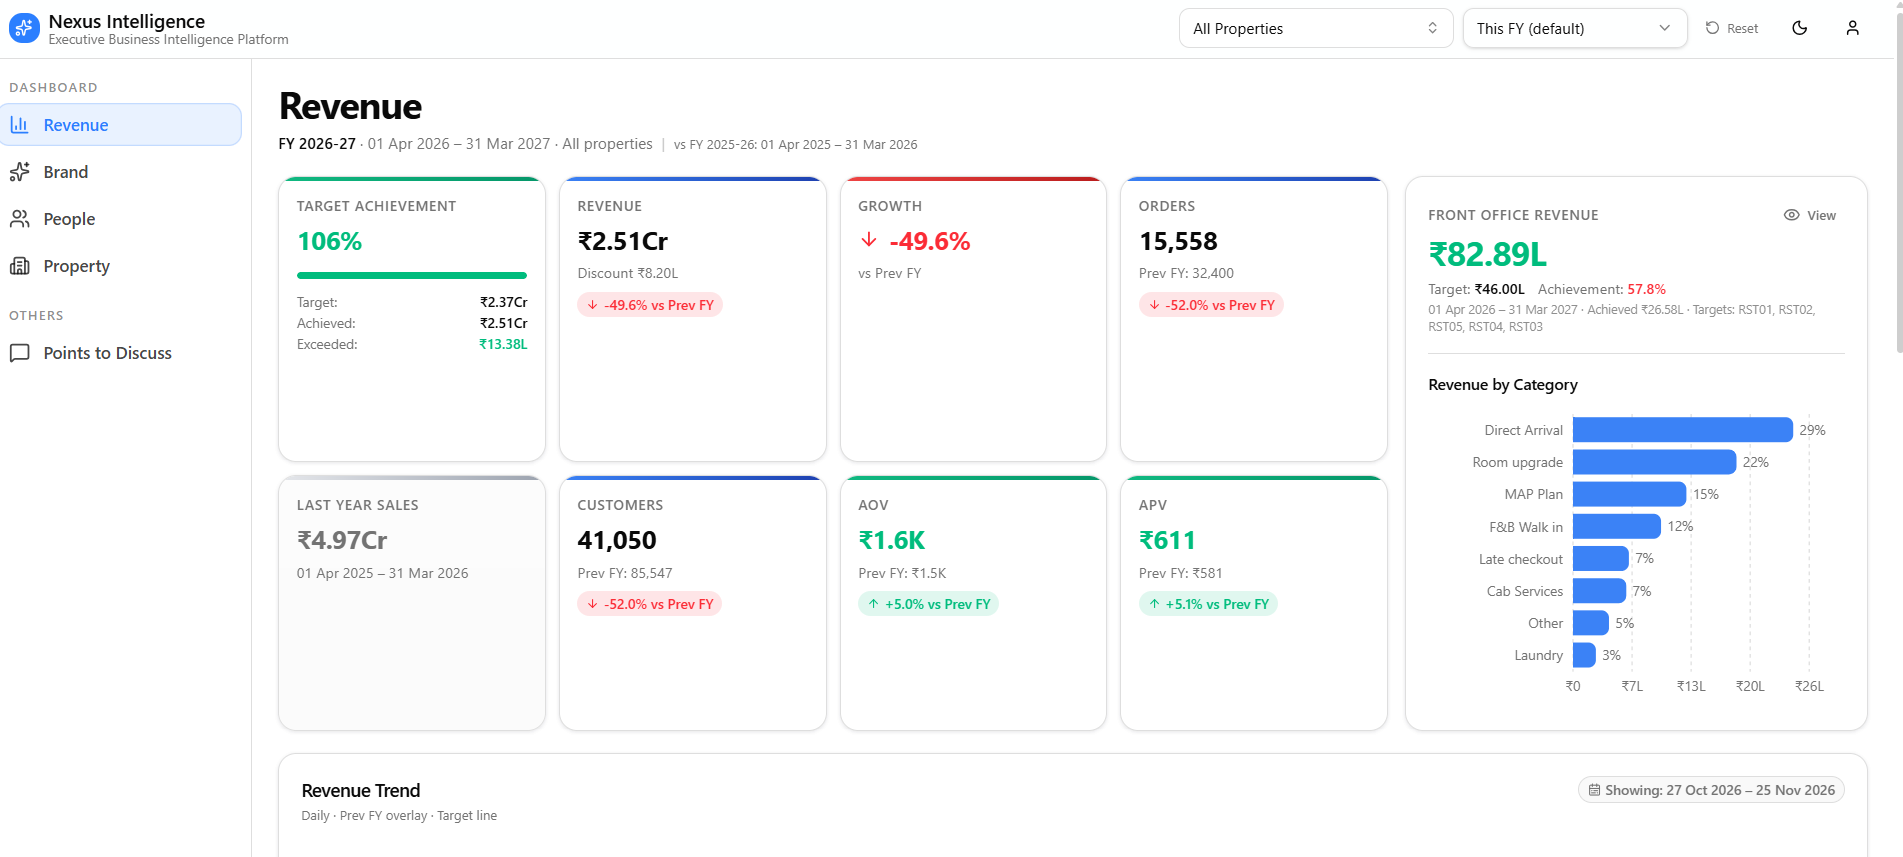 Nexus Intelligence
Executive Business Intelligence Platform
All Properties
This FY (default)
Reset
DASHBOARD
Revenue
Brand
People
Property
OTHERS
Points to Discuss
Revenue
FY 2026-27 · 01 Apr 2026 – 31 Mar 2027 · All properties | vs FY 2025-26: 01 Apr 2025 – 31 Mar 2026
TARGET ACHIEVEMENT
106%
Target: ₹2.37Cr
Achieved: ₹2.51Cr
Exceeded: ₹13.38L
REVENUE
₹2.51Cr
Discount ₹8.20L
↓ -49.6% vs Prev FY
GROWTH
↓ -49.6%
vs Prev FY
ORDERS
15,558
Prev FY: 32,400
↓ -52.0% vs Prev FY
LAST YEAR SALES
₹4.97Cr
01 Apr 2025 – 31 Mar 2026
CUSTOMERS
41,050
Prev FY: 85,547
↓ -52.0% vs Prev FY
AOV
₹1.6K
Prev FY: ₹1.5K
↑ +5.0% vs Prev FY
APV
₹611
Prev FY: ₹581
↑ +5.1% vs Prev FY
FRONT OFFICE REVENUE
View
₹82.89L
Target: ₹46.00L Achievement: 57.8%
01 Apr 2026 – 31 Mar 2027 · Achieved ₹26.58L · Targets: RST01, RST02,
RST05, RST04, RST03
Revenue by Category
Direct Arrival 29%
Room upgrade 22%
MAP Plan 15%
F&B Walk in 12%
Late checkout 7%
Cab Services 7%
Other 5%
Laundry 3%
₹0 ₹7L ₹13L ₹20L ₹26L
Revenue Trend
Daily · Prev FY overlay · Target line
Showing: 27 Oct 2026 – 25 Nov 2026